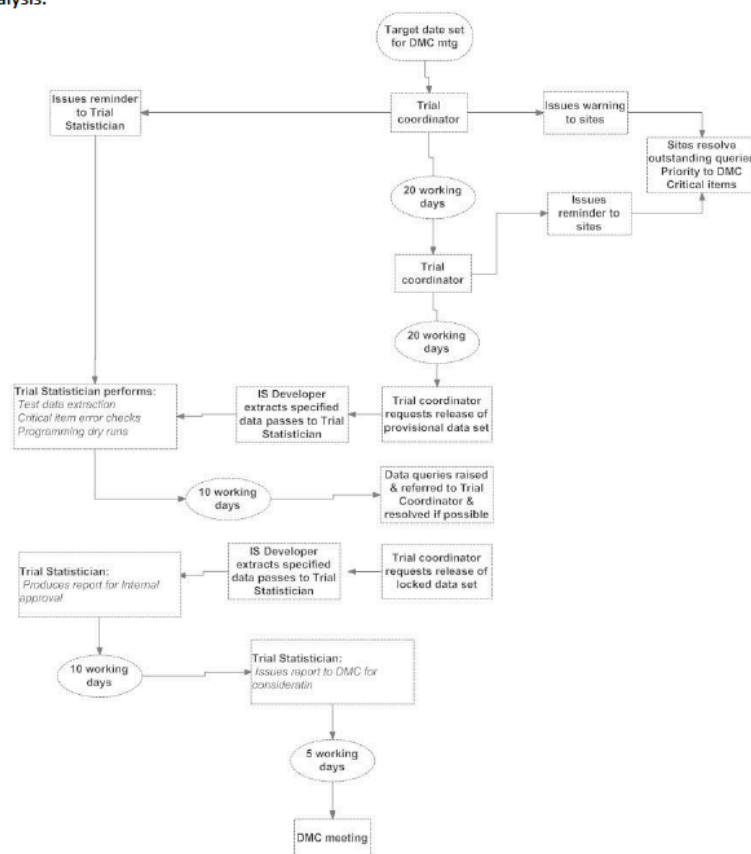 alysis.
Target date set
for DMC mtg
Issues reminder
to Trial
Statistician
Trial
coordinator
Issues warning
to sites
Sites resolve
outstanding queries
Priority to DMC
Critical items
20 working
days
Issues
reminder to
sites
Trial
coordinator
20 working
days
Trial Statistician performs:
Test data extraction
Critical item error checks
Programming dry runs
IS Developer
extracts specified
data passes to Trial
Statistician
Trial coordinator
requests release of
provisional data set
10 working
days
Data queries raised
& referred to Trial
Coordinator &
resolved if possible
Trial Statistician:
Produces report for Internal
approval
IS Developer
extracts specified
data passes to Trial
Statistician
Trial coordinator
requests release of
locked data set
10 working
days
Trial Statistician:
Issues report to DMC for
consideratin
5 working
days
DMC meeting